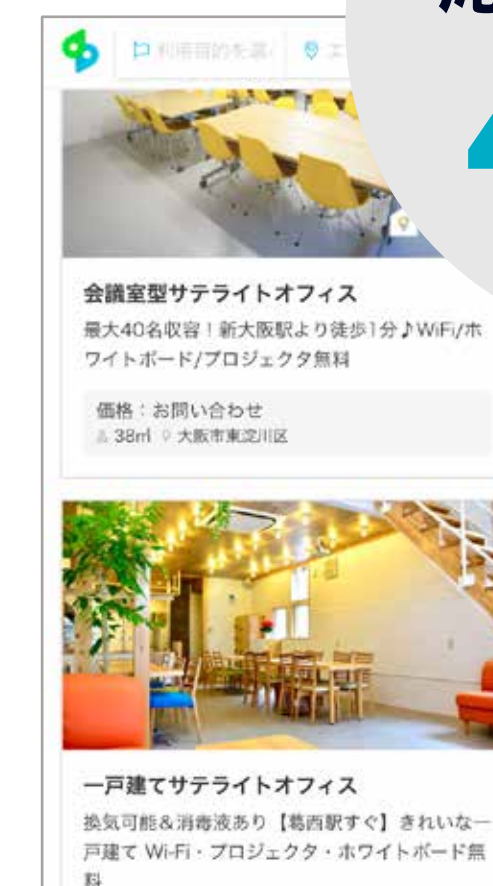 利用目的を選
会議室型サテライトオフィス
最大40名収容！新大阪駅より徒歩1分♪WiFi/ホ
ワイトボード/プロジェクタ無料
価格：お問い合わせ
38㎡ 大阪市東淀川区
一戸建てサテライトオフィス
換気可能＆消毒液あり【葛西駅すぐ】きれいな一
戸建て Wi-Fi・プロジェクタ・ホワイトボード無
料